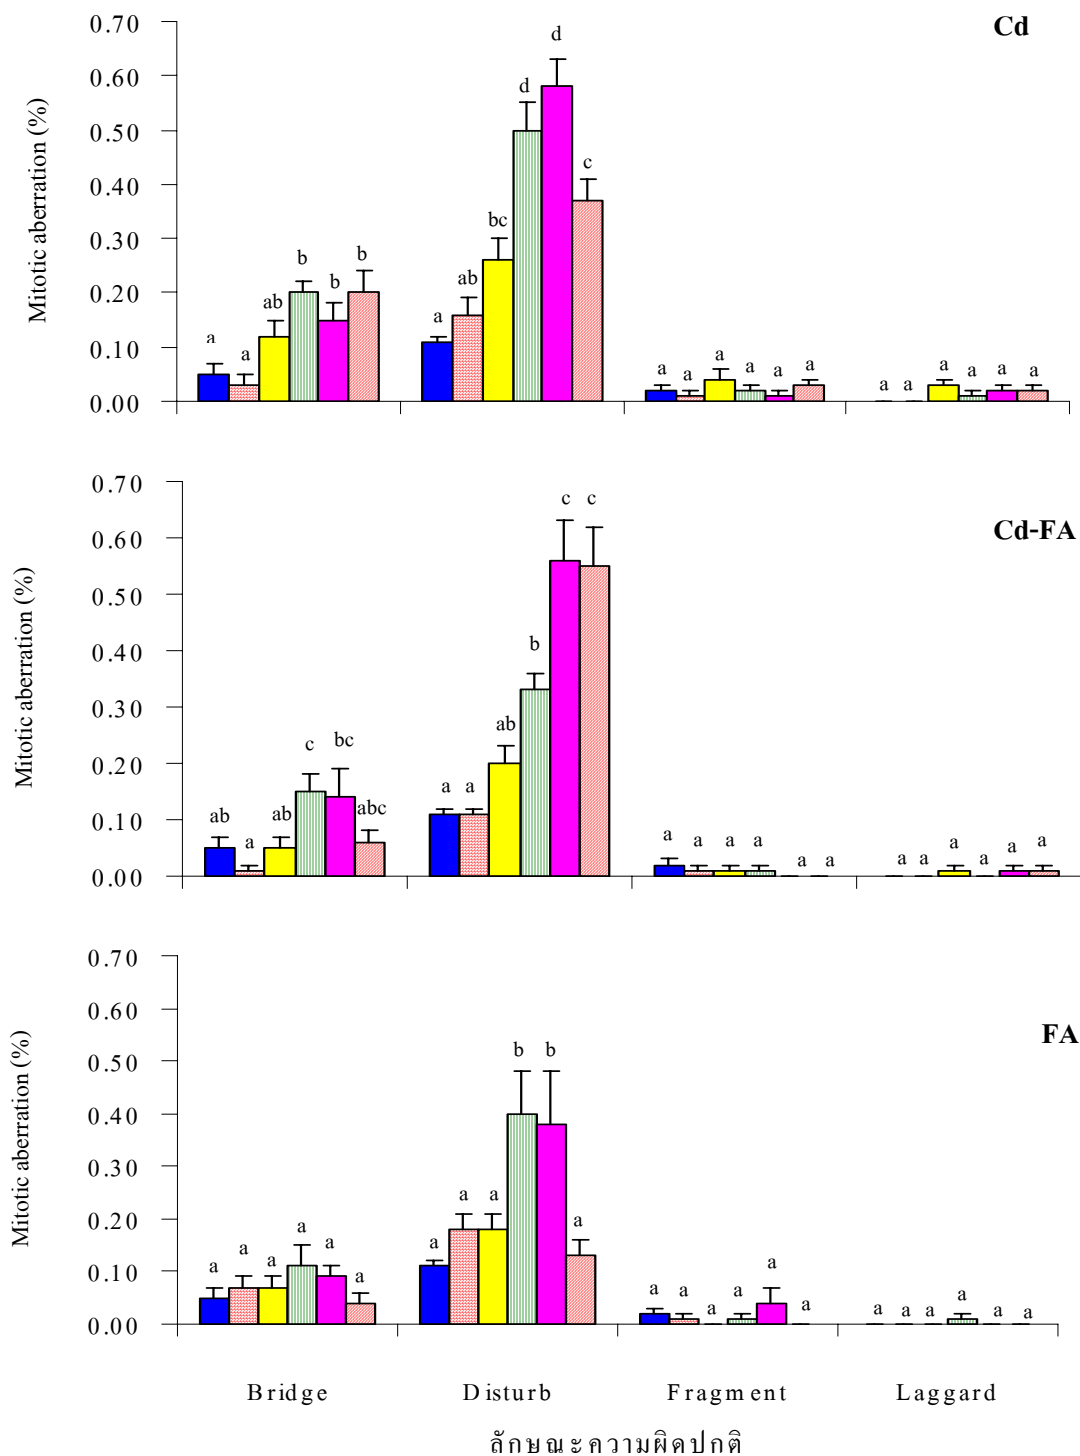 Cd
Mitotic aberration (%)
0.70
0.60
0.50
0.40
0.30
0.20
0.10
0.00
a a ab b b b
a ab bc d d c
a a a a a a
a a a a a a
Cd-FA
Mitotic aberration (%)
0.70
0.60
0.50
0.40
0.30
0.20
0.10
0.00
ab a ab c bc abc
a a ab b c c
a a a a a a
a a a a a a
FA
Mitotic aberration (%)
0.70
0.60
0.50
0.40
0.30
0.20
0.10
0.00
a a a a a a
a a a b b a
a a a a a a
a a a a a a
Bridge Disturb Fragment Laggard
ลักษณะความผิดปกติ